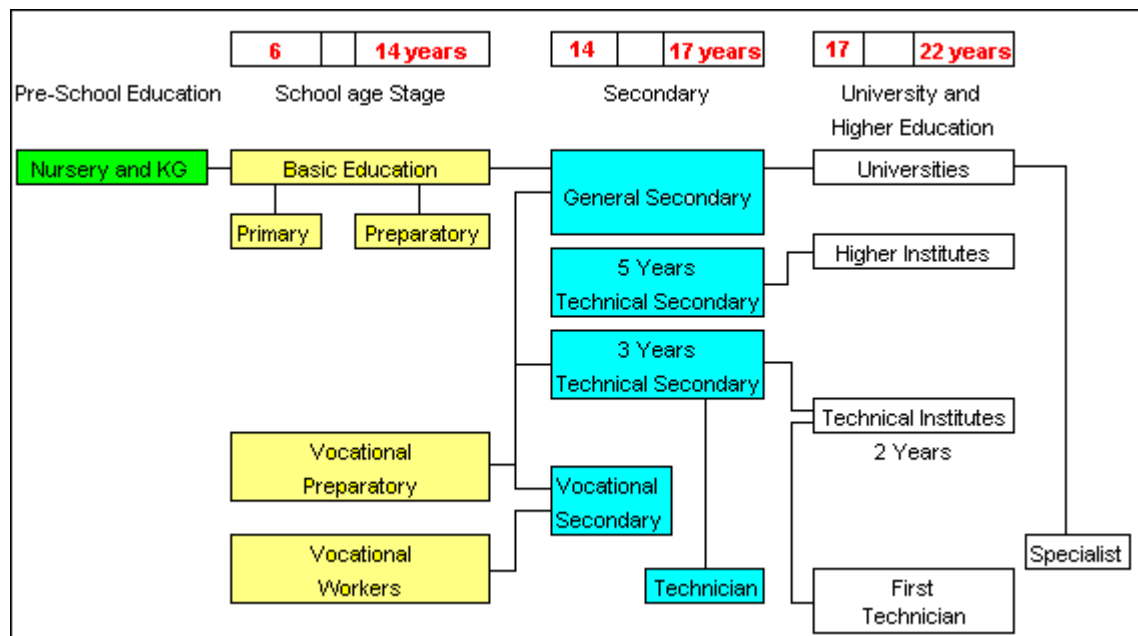 6 14 years 14 17 years 17 22 years
Pre-School Education School age Stage Secondary University and
Higher Education
Nursery and KG Basic Education General Secondary Universities
Primary Preparatory
5 Years
Technical Secondary
Higher Institutes
3 Years
Technical Secondary
Technical Institutes
2 Years
Vocational
Preparatory
Vocational
Secondary
Vocational
Workers
Technician
First
Technician
Specialist